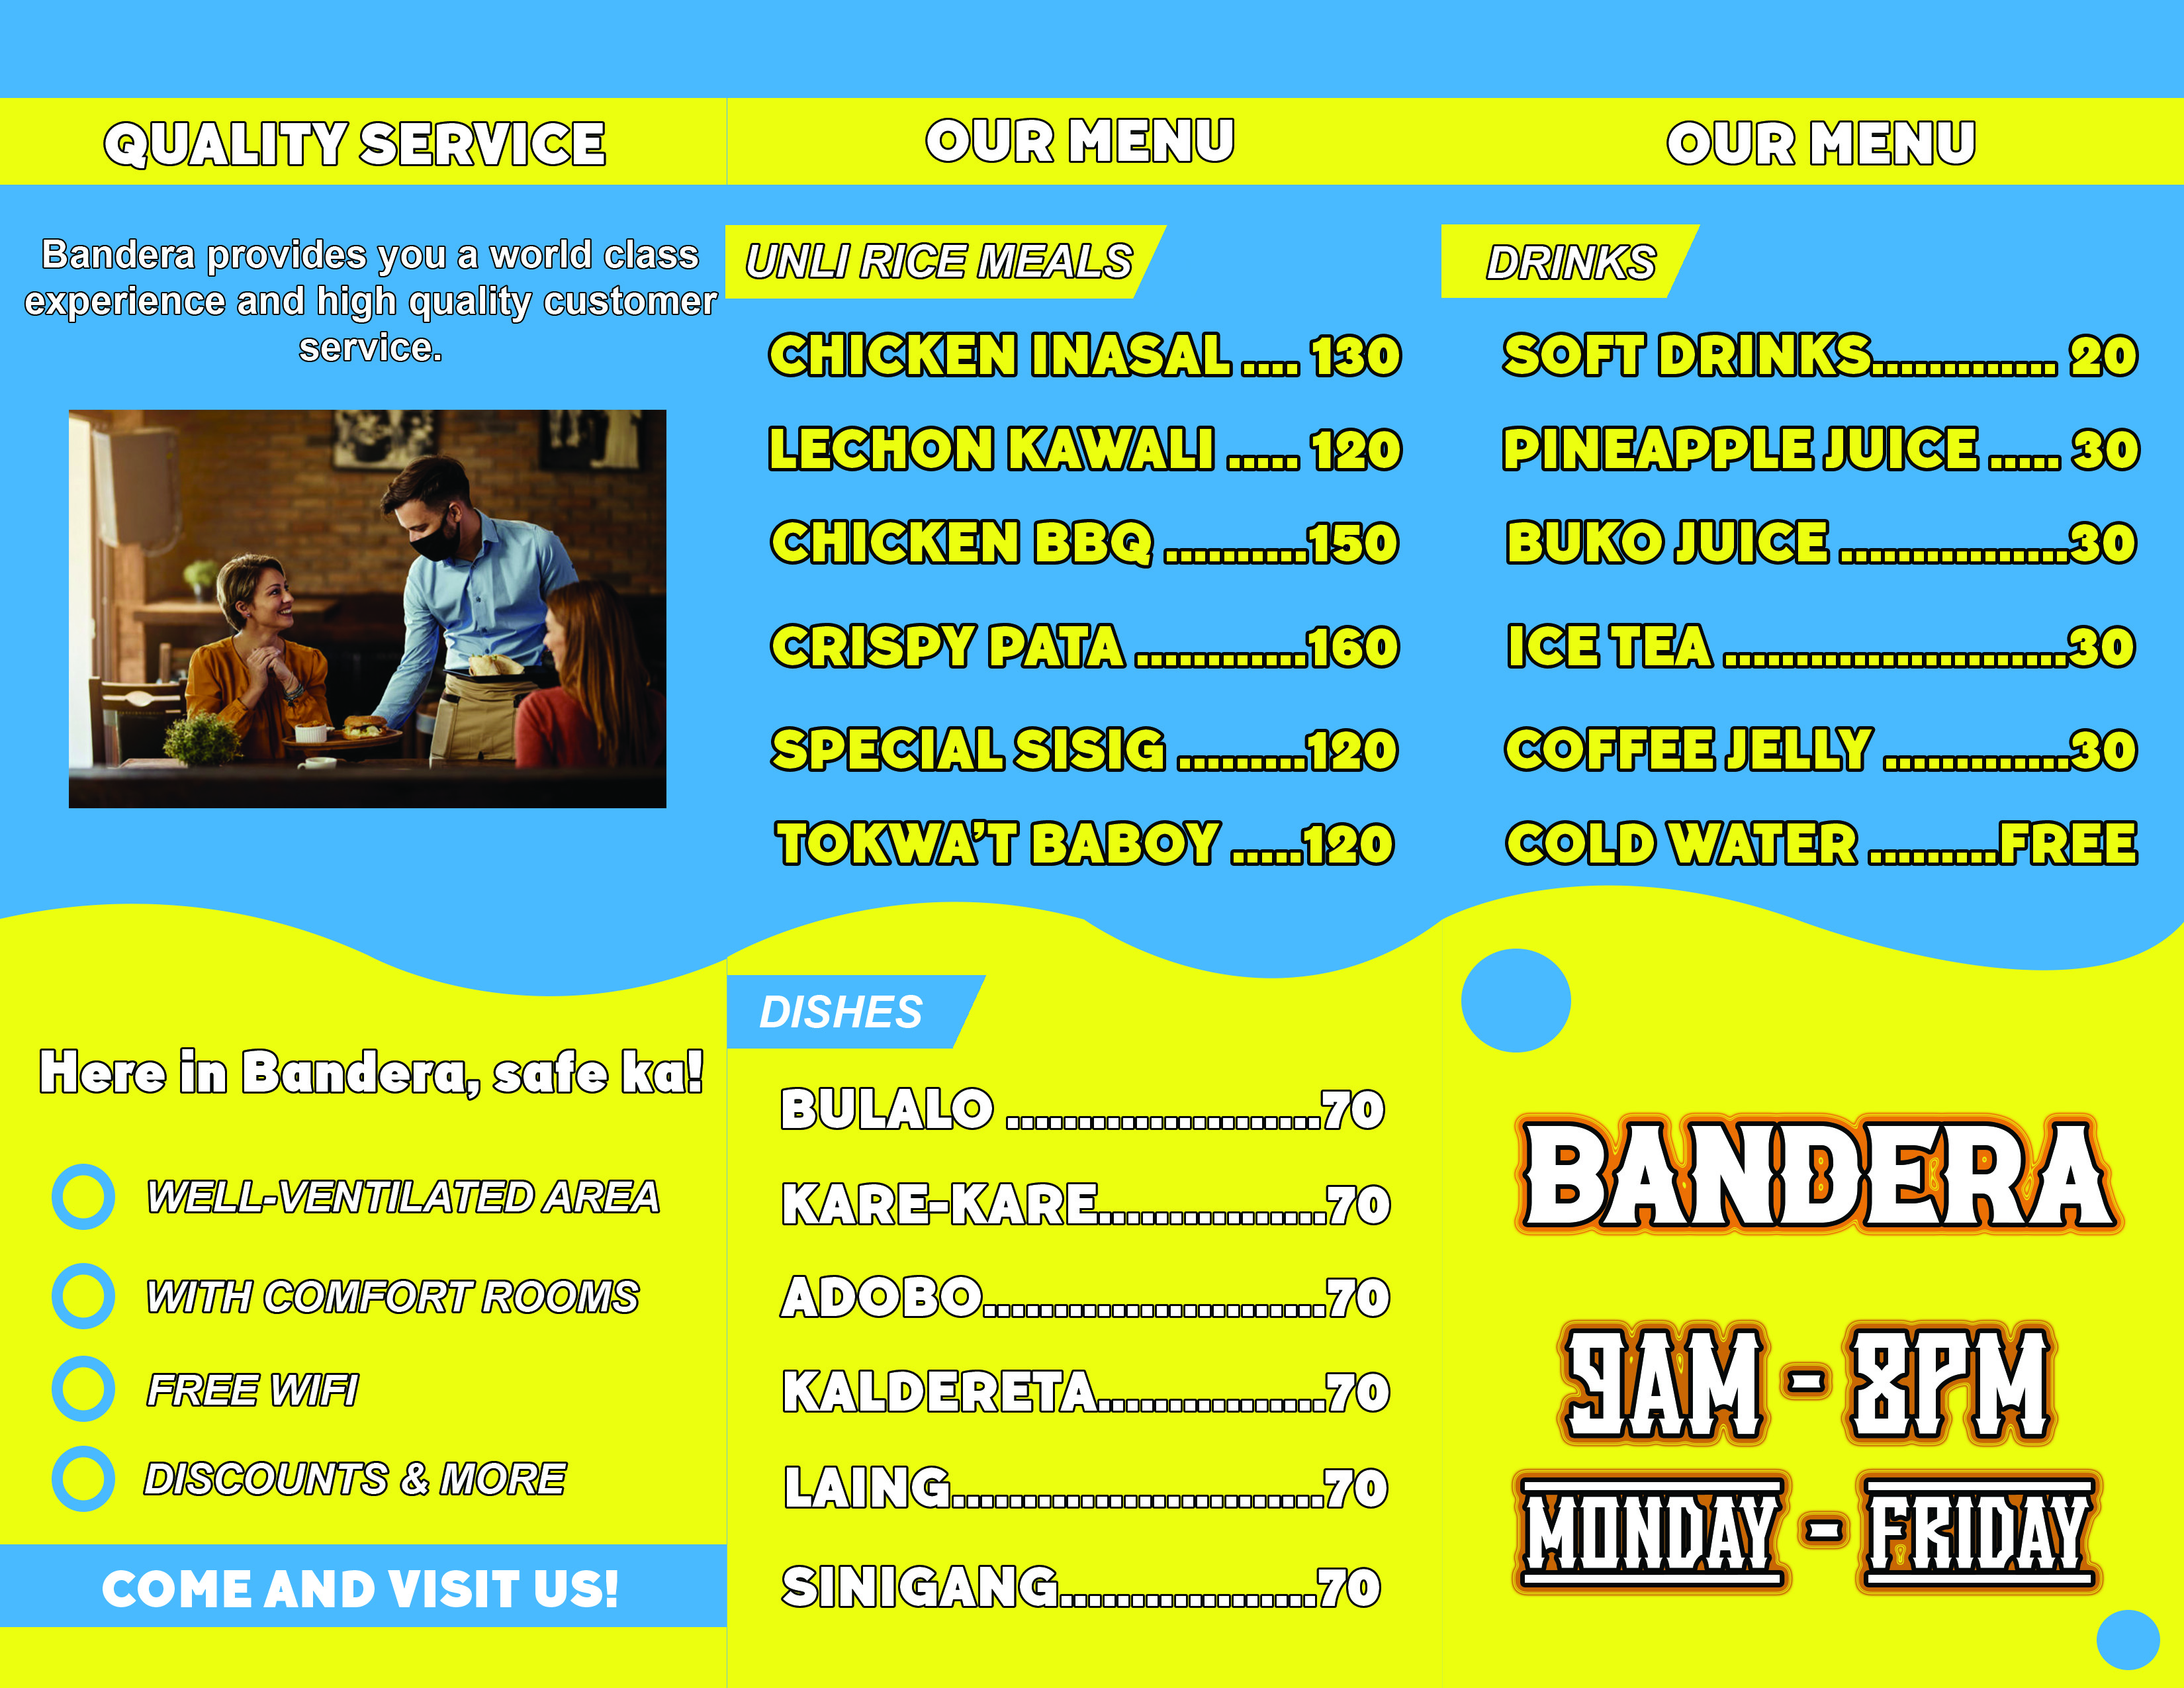 QUALITY SERVICE
Bandera provides you a world class
experience and high quality customer
service.
Here in Bandera, safe ka!
WELL-VENTILATED AREA
WITH COMFORT ROOMS
FREE WIFI
DISCOUNTS & MORE
COME AND VISIT US!
OUR MENU
UNLI RICE MEALS
CHICKEN INASAL .... 130
LECHON KAWALI ..... 120
CHICKEN BBQ ..........150
CRISPY PATA ............160
SPECIAL SISIG .........120
TOKWA'T BABOY .....120
DISHES
BULALO ......................70
KARE-KARE................70
ADOBO........................70
KALDERETA................70
LAING..........................70
SINIGANG..................70
OUR MENU
DRINKS
SOFT DRINKS............. 20
PINEAPPLE JUICE ..... 30
BUKO JUICE ................30
ICE TEA ........................30
COFFEE JELLY .............30
COLD WATER .........FREE
BANDERA
9AM - 8PM
MONDAY - FRIDAY